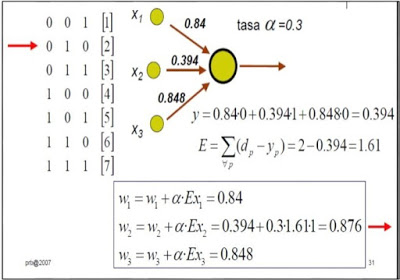 0 0 1 [1]
0 1 0 [2]
0 1 1 [3]
1 0 0 [4]
1 0 1 [5]
1 1 0 [6]
1 1 1 [7]
x₁
0.84
tasa α=0.3
x₂
0.394
x₃
0.848
y = 0.84·0+0.394·1+0.848·0 = 0.394
E = ∑(dₚ − yₚ) = 2−0.394 = 1.61
∀p
w₁ = w₁ + α·Ex₁ = 0.84
w₂ = w₂ + α·Ex₂ = 0.394+0.3·1.61·1 = 0.876
w₃ = w₃ + α·Ex₃ = 0.848
prb@2007
31